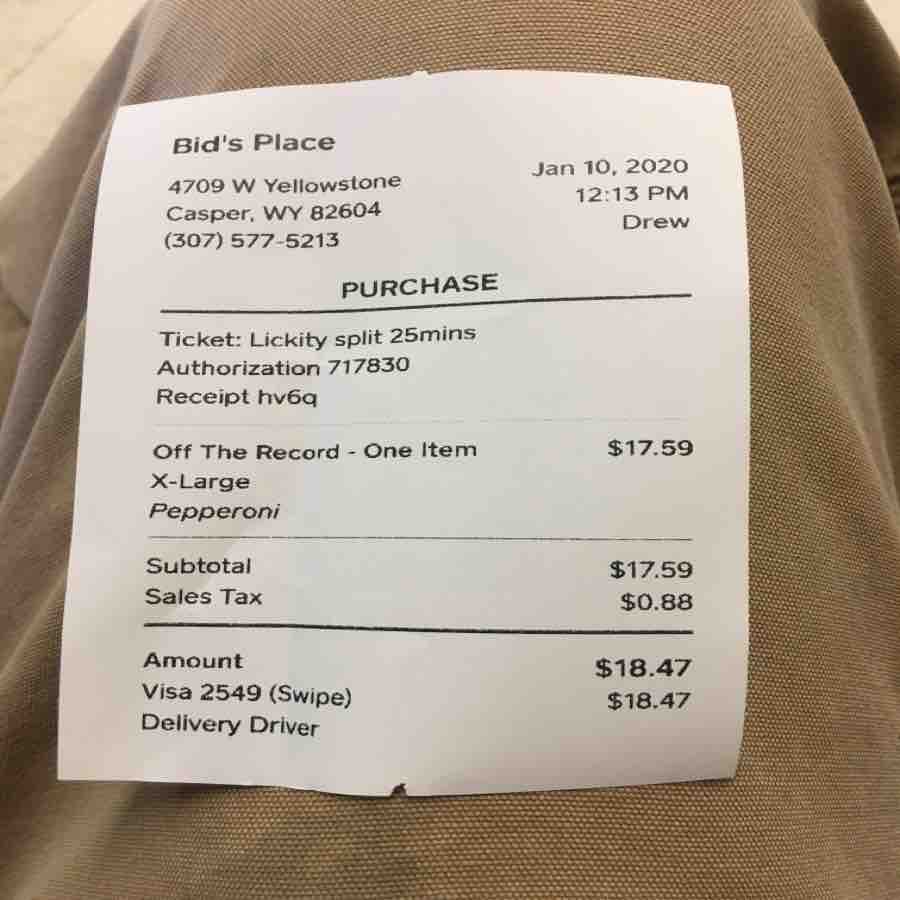 Bid's Place
4709 W Yellowstone
Casper, WY 82604
(307) 577-5213
Jan 10, 2020
12:13 PM
Drew
PURCHASE
Ticket: Lickity split 25mins
Authorization 717830
Receipt hv6q
Off The Record - One Item $17.59
X-Large
Pepperoni
Subtotal $17.59
Sales Tax $0.88
Amount $18.47
Visa 2549 (Swipe) $18.47
Delivery Driver